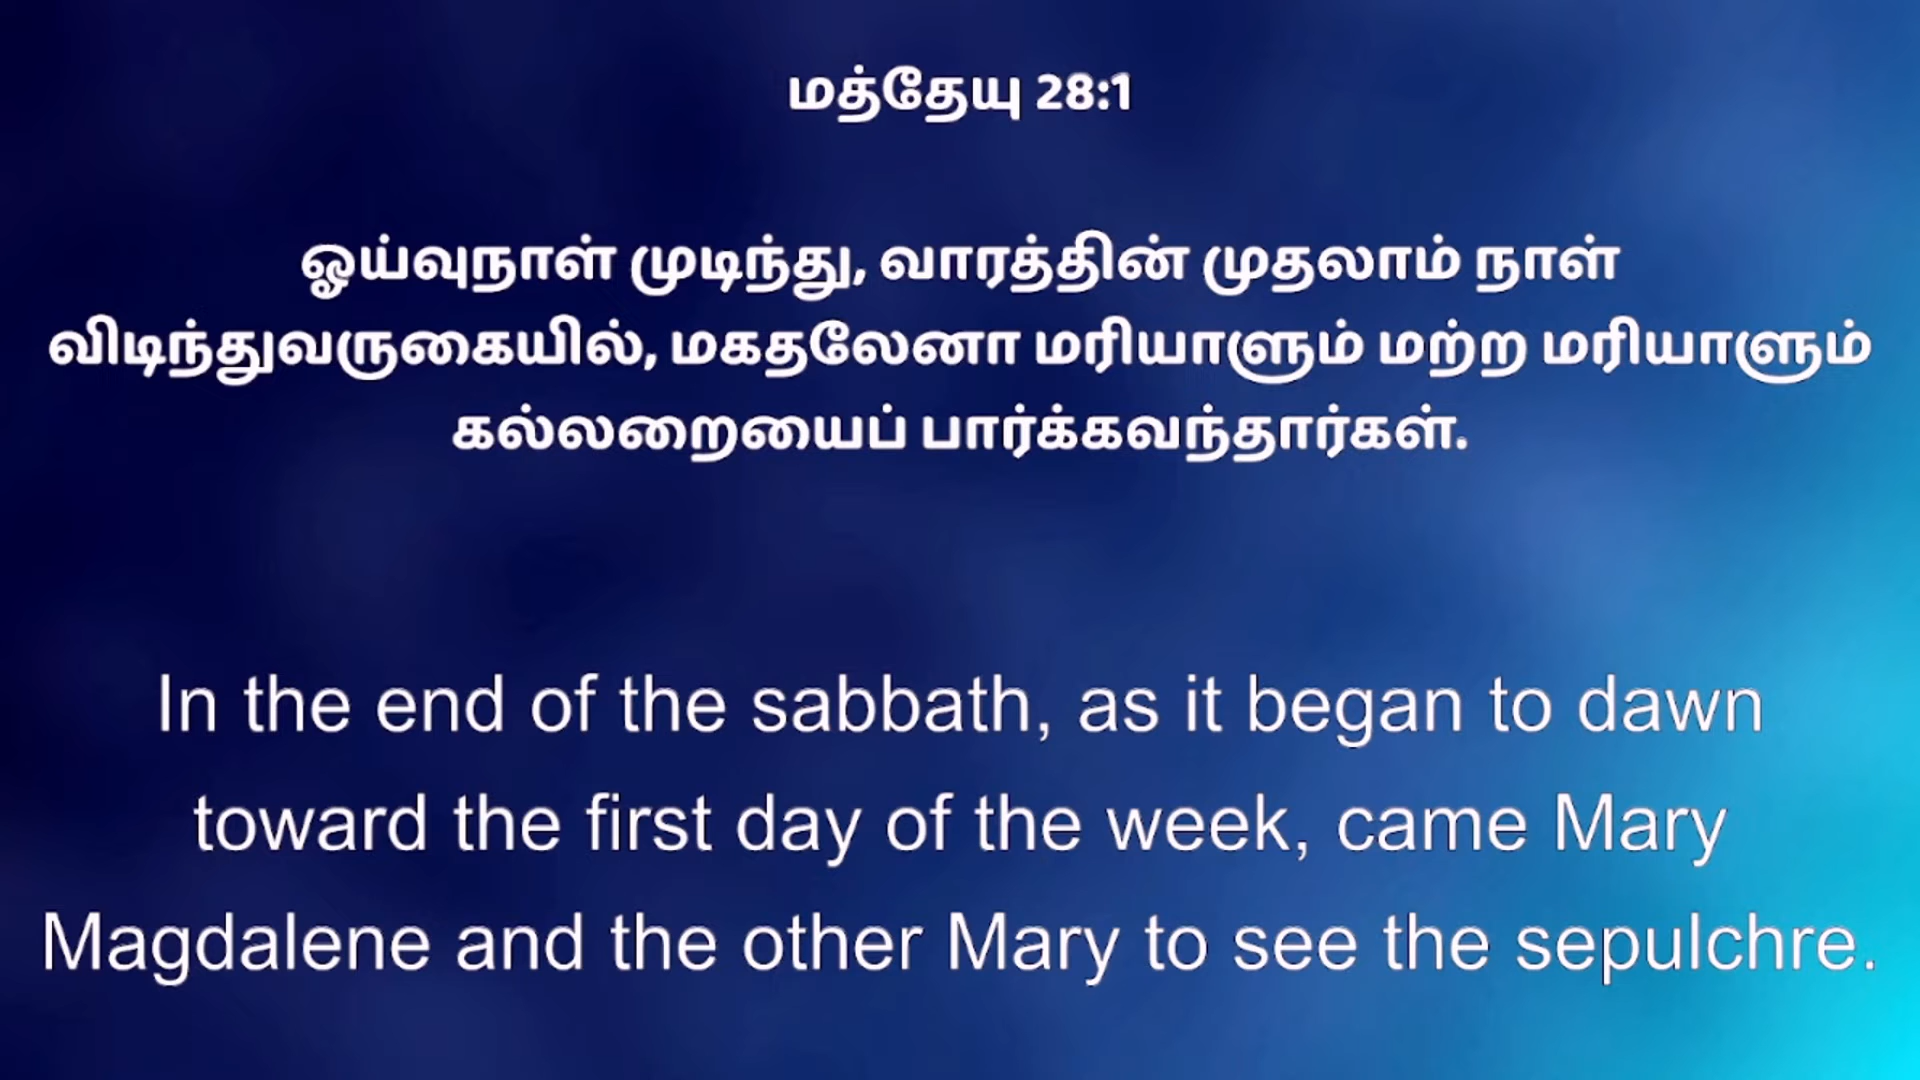 மத்தேயு 28:1
ஓய்வுநாள் முடிந்து, வாரத்தின் முதலாம் நாள்
விடிந்துவருகையில், மகதலேனா மரியாளும் மற்ற மரியாளும்
கல்லறையைப் பார்க்கவந்தார்கள்.
In the end of the sabbath, as it began to dawn
toward the first day of the week, came Mary
Magdalene and the other Mary to see the sepulchre.